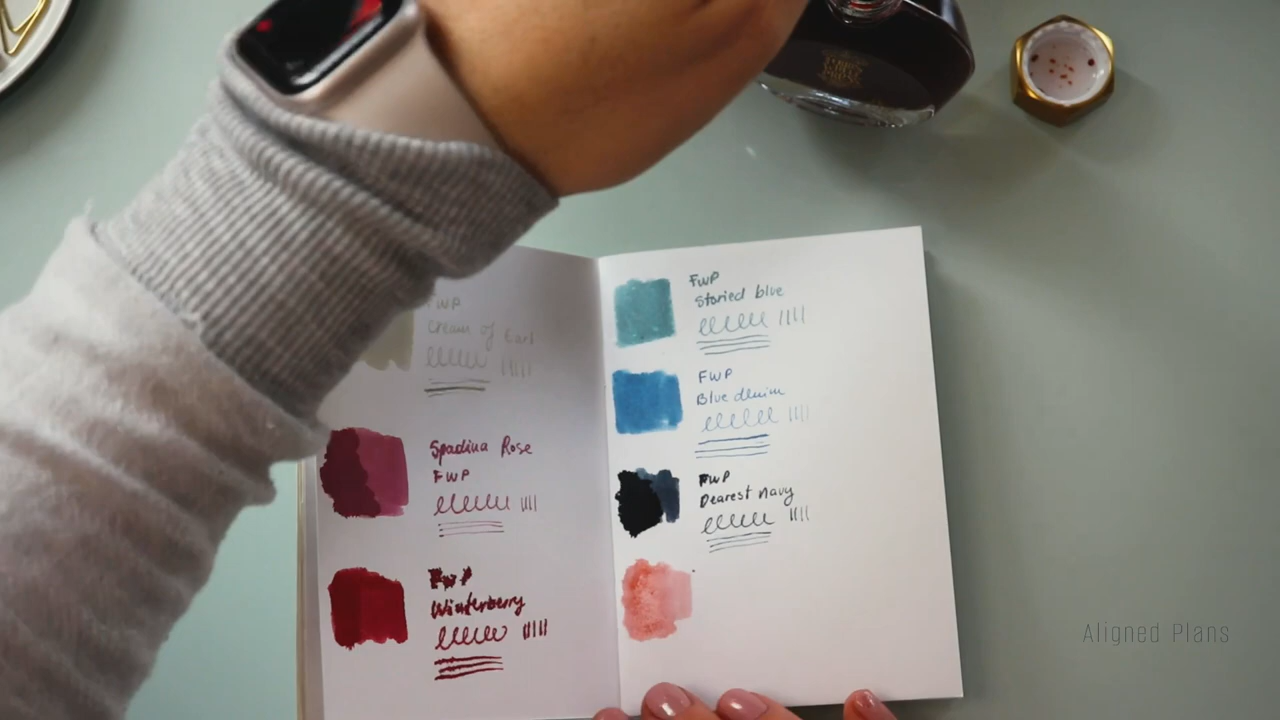 FWP
Cream of Earl
Spadina Rose
FWP
FWP
Winterberry
FWP
Storied blue
FWP
Blue denim
FWP
Dearest navy
Aligned Plans